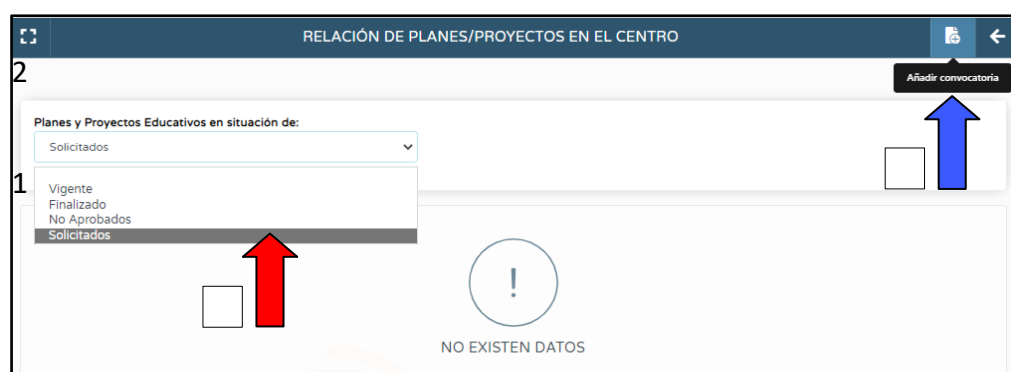 RELACIÓN DE PLANES/PROYECTOS EN EL CENTRO
2
Añadir convocatoria
Planes y Proyectos Educativos en situación de:
Solicitados
1
Vigente
Finalizado
No Aprobados
Solicitados
!
NO EXISTEN DATOS